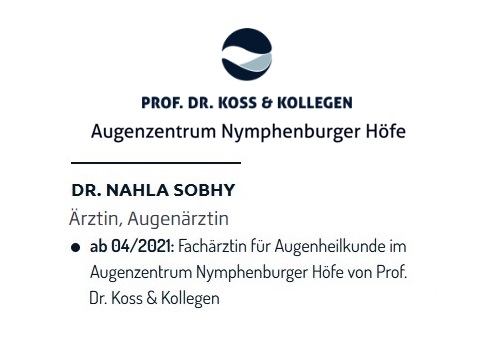 PROF. DR. KOSS & KOLLEGEN
Augenzentrum Nymphenburger Höfe
DR. NAHLA SOBHY
Ärztin, Augenärztin
• ab 04/2021: Fachärztin für Augenheilkunde im
Augenzentrum Nymphenburger Höfe von Prof.
Dr. Koss & Kollegen